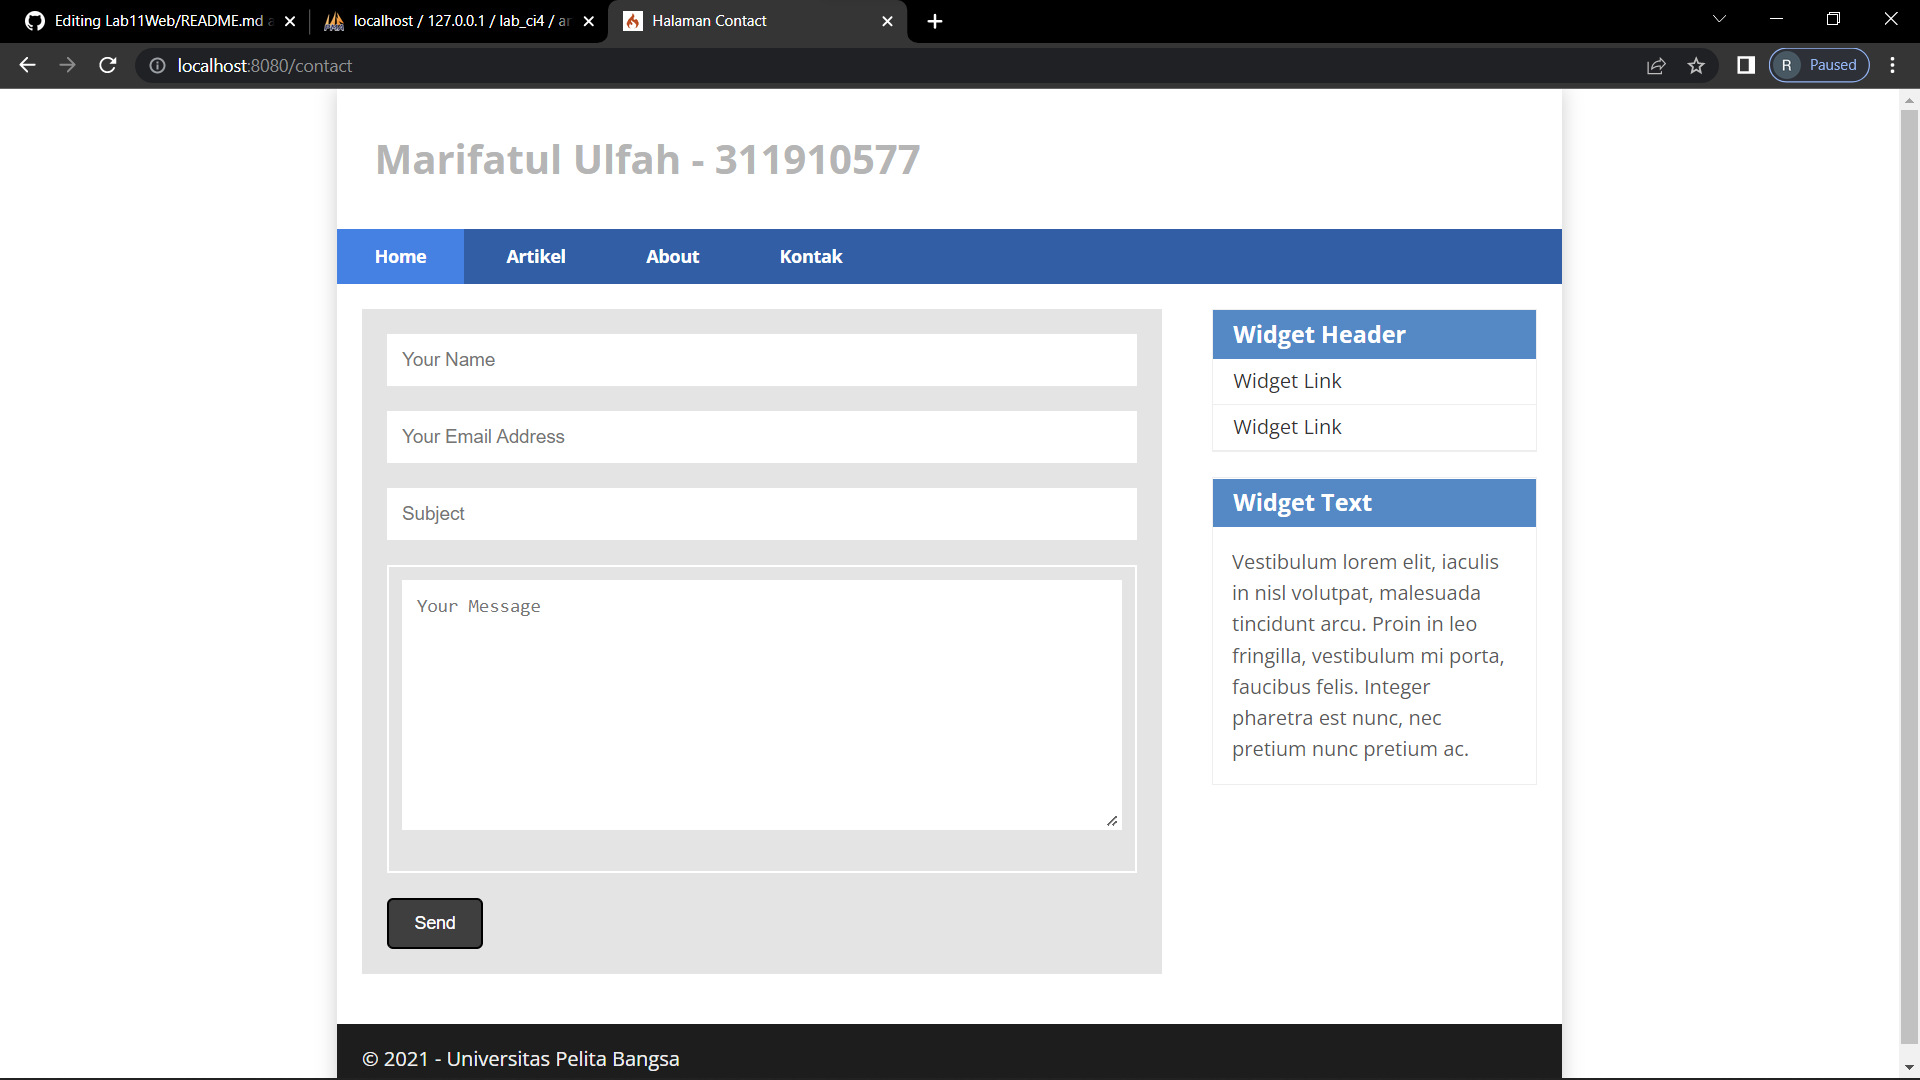 Editing Lab11Web/README.md a
localhost / 127.0.0.1 / lab_ci4 / ar
Halaman Contact
localhost:8080/contact
R Paused
Marifatul Ulfah - 311910577
Home Artikel About Kontak
Your Name
Your Email Address
Subject
Your Message
Send
Widget Header
Widget Link
Widget Link
Widget Text
Vestibulum lorem elit, iaculis
in nisl volutpat, malesuada
tincidunt arcu. Proin in leo
fringilla, vestibulum mi porta,
faucibus felis. Integer
pharetra est nunc, nec
pretium nunc pretium ac.
© 2021 - Universitas Pelita Bangsa